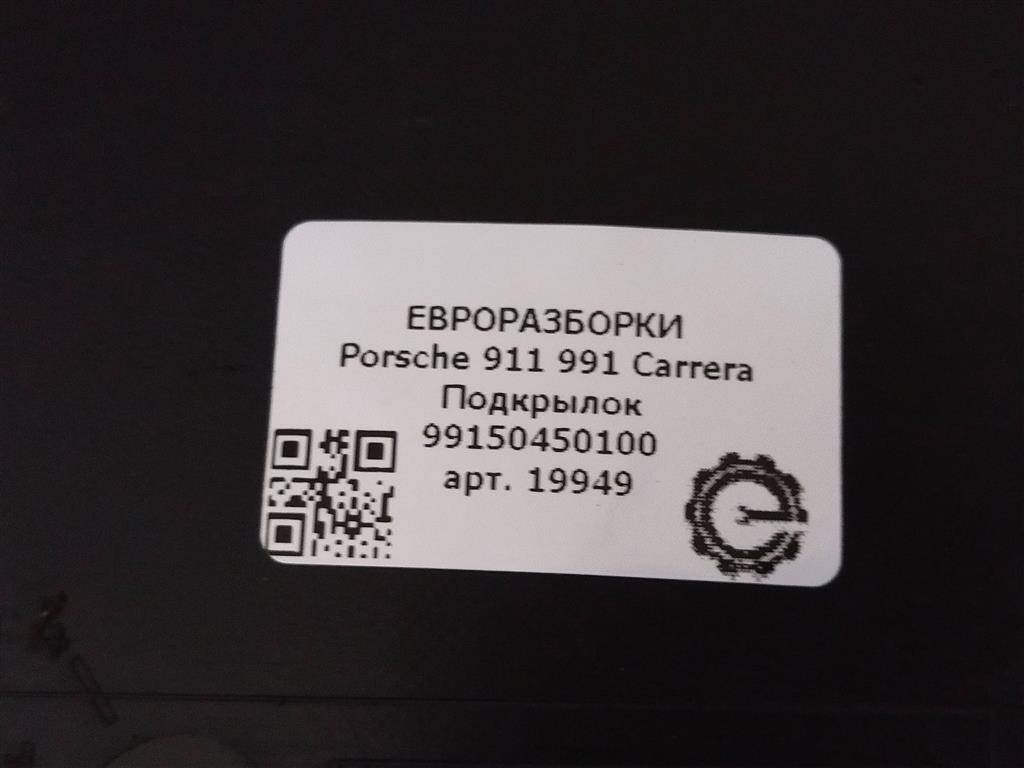 ЕВРОРАЗБОРКИ
Porsche 911 991 Carrera
Подкрылок
99150450100
арт. 19949